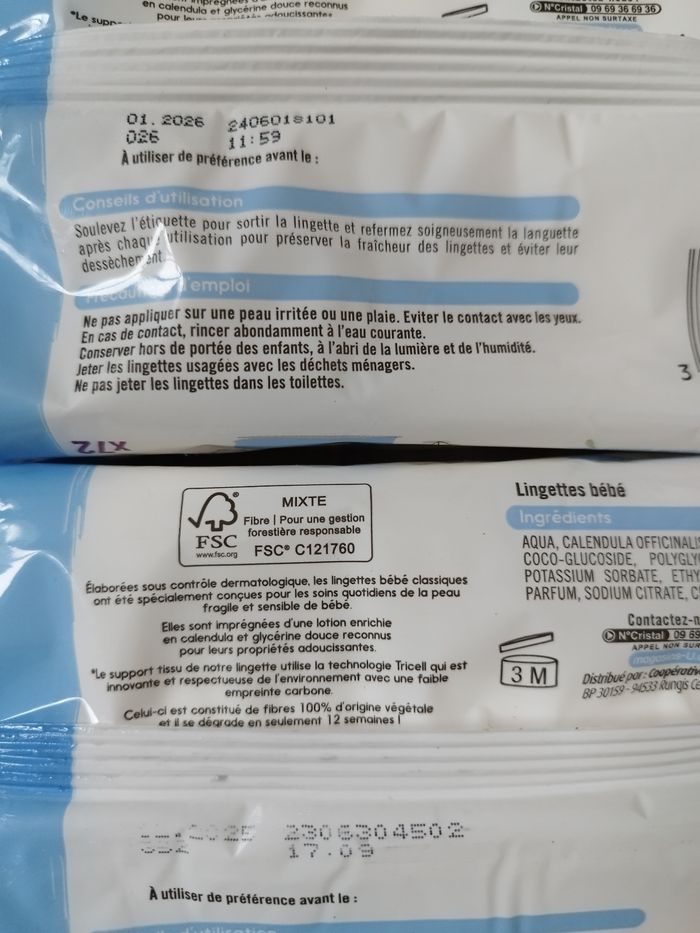 en calendula et glycérine douce reconnus
*Le
pour
N°Cristal 09 69 36 69 36
APPEL NON SURTAXE
01.2026 2406018101
026 11:59
À utiliser de préférence avant le :
Conseils d'utilisation
Soulevez l'étiquette pour sortir la lingette et refermez soigneusement la languette
après chaque utilisation pour préserver la fraîcheur des lingettes et éviter leur
dessèchement.
d'emploi
Ne pas appliquer sur une peau irritée ou une plaie. Eviter le contact avec les yeux.
En cas de contact, rincer abondamment à l'eau courante.
Conserver hors de portée des enfants, à l'abri de la lumière et de l'humidité.
Jeter les lingettes usagées avec les déchets ménagers.
Ne pas jeter les lingettes dans les toilettes.
3
x72
FSC®
www.fsc.org
MIXTE
Fibre | Pour une gestion
forestière responsable
FSC® C121760
Élaborées sous contrôle dermatologique, les lingettes bébé classiques
ont été spécialement conçues pour les soins quotidiens de la peau
fragile et sensible de bébé.
Elles sont imprégnées d'une lotion enrichie
en calendula et glycérine douce reconnus
pour leurs propriétés adoucissantes.
*Le support tissu de notre lingette utilise la technologie Tricell qui est
innovante et respectueuse de l'environnement avec une faible
empreinte carbone.
Celui-ci est constitué de fibres 100% d'origine végétale
et il se dégrade en seulement 12 semaines !
Lingettes bébé
Ingrédients
AQUA, CALENDULA
COCO-GLUCOSIDE,
POTASSIUM SORBATE,
PARFUM, SODIUM CITRATE,
N°Cristal 09 69
APPEL NON
3 M
Distribué par :
BP 30159 - 94533 Rungis
2306304502
17.09
À utiliser de préférence avant le :